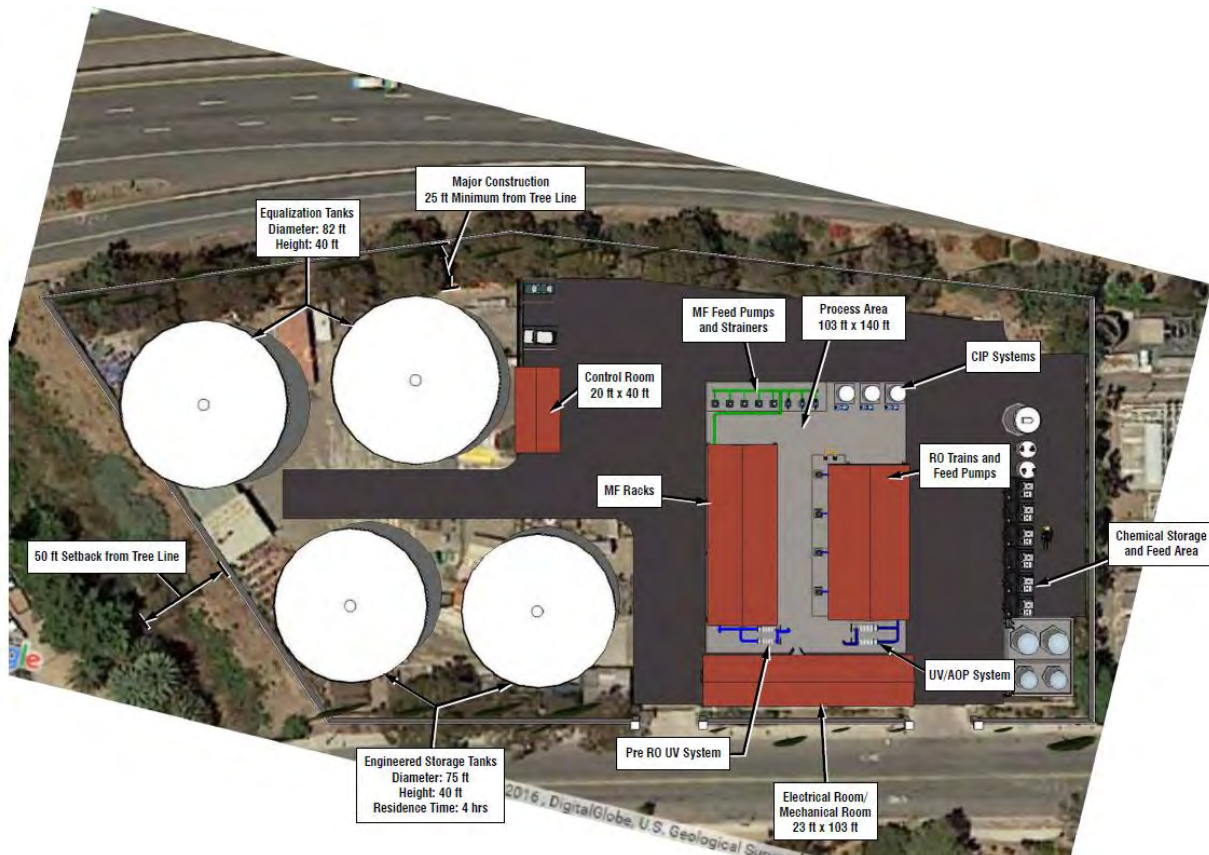 Major Construction
25 ft Minimum from Tree Line
Equalization Tanks
Diameter: 82 ft
Height: 40 ft
MF Feed Pumps
and Strainers
Process Area
103 ft x 140 ft
CIP Systems
Control Room
20 ft x 40 ft
RO Trains and
Feed Pumps
MF Racks
Chemical Storage
and Feed Area
50 ft Setback from Tree Line
UV/AOP System
Pre RO UV System
Engineered Storage Tanks
Diameter: 75 ft
Height: 40 ft
Residence Time: 4 hrs
Electrical Room/
Mechanical Room
23 ft x 103 ft
2016 , DigitalGlobe, U.S. Geological